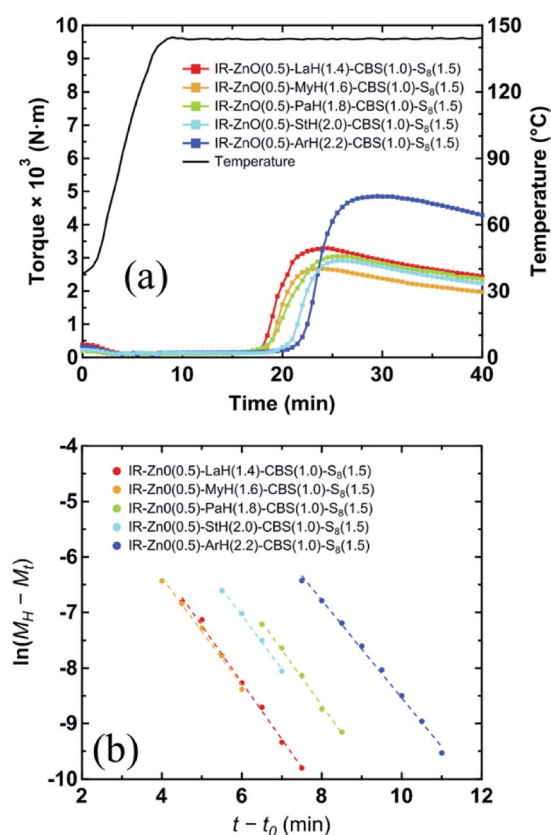 10
9
8
7
6
5
4
3
2
1
0
Torque × 10³ (N·m)
IR-ZnO(0.5)-LaH(1.4)-CBS(1.0)-S₈(1.5)
IR-ZnO(0.5)-MyH(1.6)-CBS(1.0)-S₈(1.5)
IR-ZnO(0.5)-PaH(1.8)-CBS(1.0)-S₈(1.5)
IR-ZnO(0.5)-StH(2.0)-CBS(1.0)-S₈(1.5)
IR-ZnO(0.5)-ArH(2.2)-CBS(1.0)-S₈(1.5)
Temperature
(a)
150
120
90
60
30
0
Temperature (°C)
0 10 20 30 40
Time (min)
-4
-5
-6
-7
-8
-9
-10
ln(M_H − M_t)
IR-Zn0(0.5)-LaH(1.4)-CBS(1.0)-S₈(1.5)
IR-Zn0(0.5)-MyH(1.6)-CBS(1.0)-S₈(1.5)
IR-Zn0(0.5)-PaH(1.8)-CBS(1.0)-S₈(1.5)
IR-Zn0(0.5)-StH(2.0)-CBS(1.0)-S₈(1.5)
IR-Zn0(0.5)-ArH(2.2)-CBS(1.0)-S₈(1.5)
(b)
2 4 6 8 10 12
t − t₀ (min)